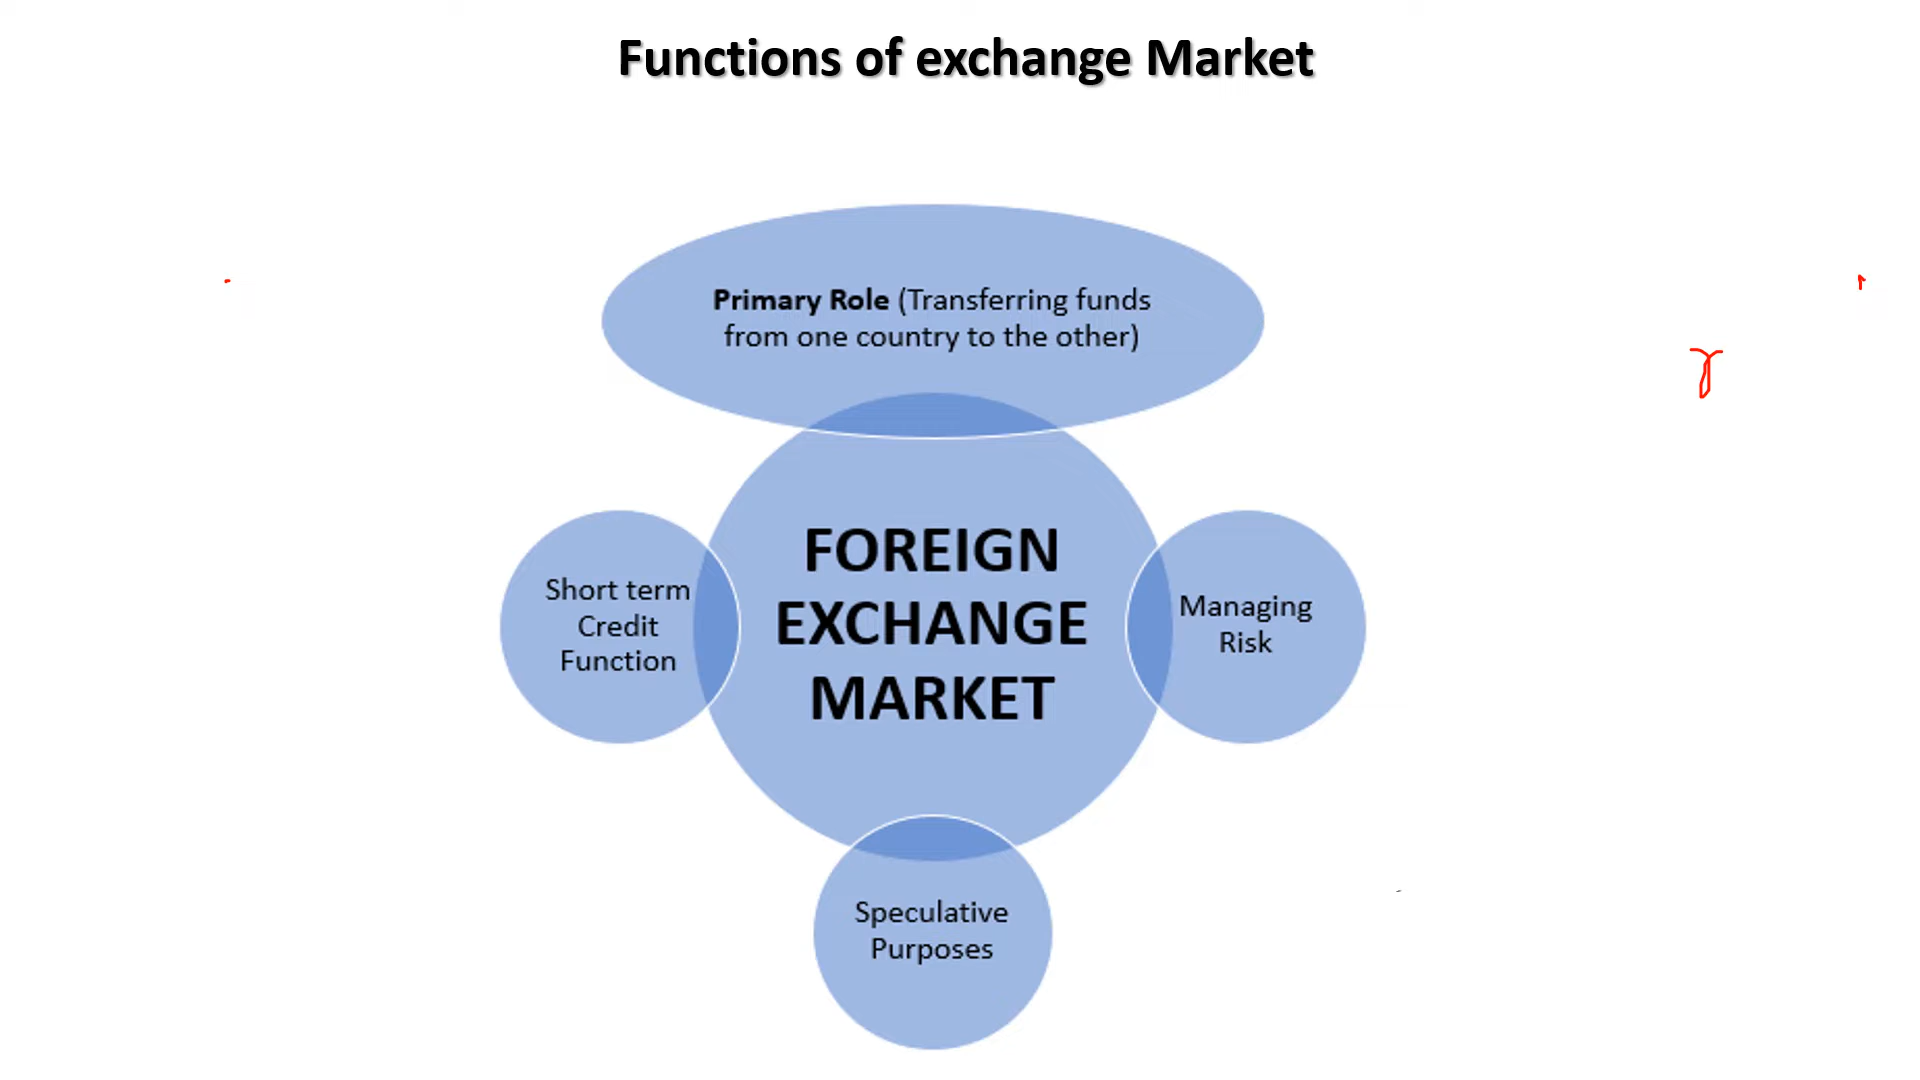 Functions of exchange Market
Primary Role (Transferring funds
from one country to the other)
FOREIGN
EXCHANGE
MARKET
Short term
Credit
Function
Managing
Risk
Speculative
Purposes